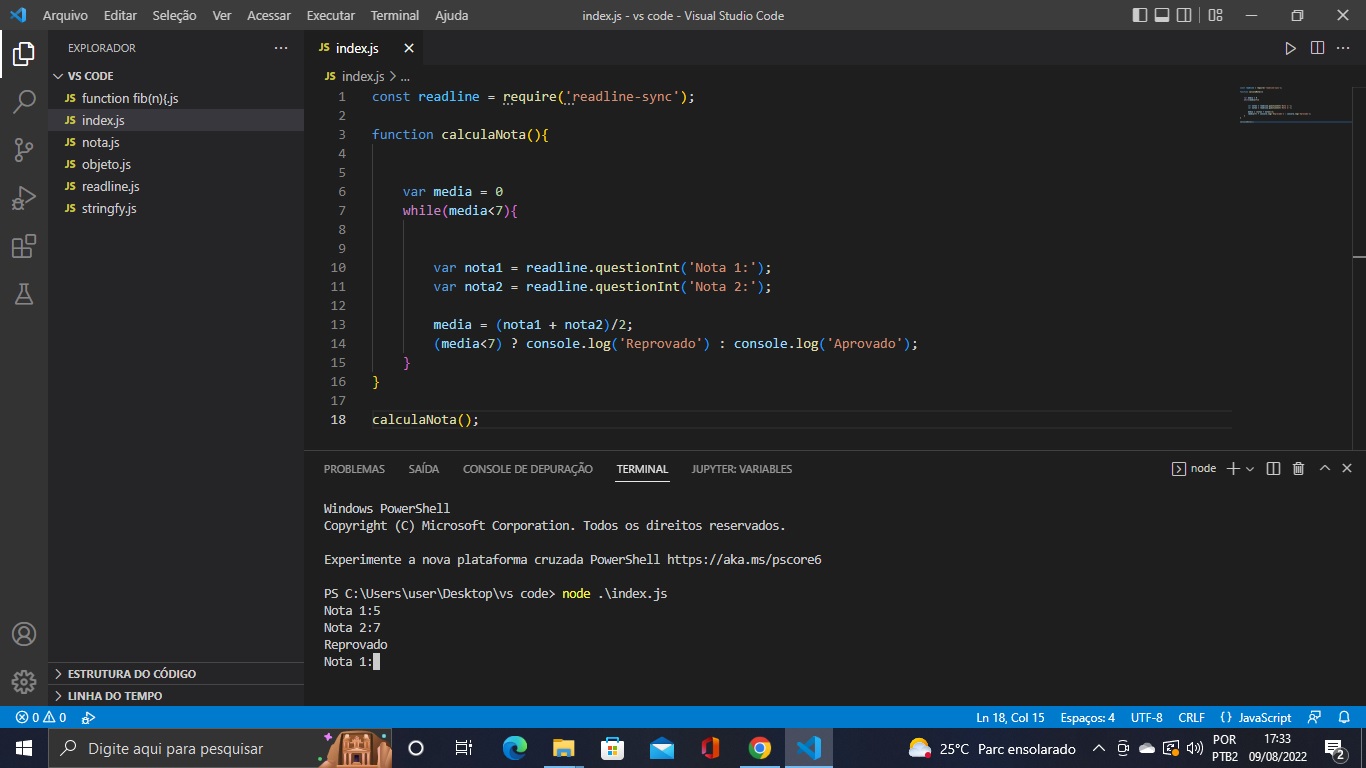 Arquivo Editar Seleção Ver Acessar Executar Terminal Ajuda
index.js - vs code - Visual Studio Code
EXPLORADOR
VS CODE
JS function fib(n){.js
JS index.js
JS nota.js
JS objeto.js
JS readline.js
JS stringfy.js
ESTRUTURA DO CÓDIGO
LINHA DO TEMPO
JS index.js
JS index.js > ...
1 const readline = require('readline-sync');
2
3 function calculaNota(){
4
5
6 var media = 0
7 while(media<7){
8
9
10 var nota1 = readline.questionInt('Nota 1:');
11 var nota2 = readline.questionInt('Nota 2:');
12
13 media = (nota1 + nota2)/2;
14 (media<7) ? console.log('Reprovado') : console.log('Aprovado');
15 }
16 }
17
18 calculaNota();
PROBLEMAS SAÍDA CONSOLE DE DEPURAÇÃO TERMINAL JUPYTER: VARIABLES
node
Windows PowerShell
Copyright (C) Microsoft Corporation. Todos os direitos reservados.
Experimente a nova plataforma cruzada PowerShell https://aka.ms/pscore6
PS C:\Users\user\Desktop\vs code> node .\index.js
Nota 1:5
Nota 2:7
Reprovado
Nota 1:
0 0
Ln 18, Col 15 Espaços: 4 UTF-8 CRLF {} JavaScript
Digite aqui para pesquisar
25°C Parc ensolarado
POR
PTB2
17:33
09/08/2022
2